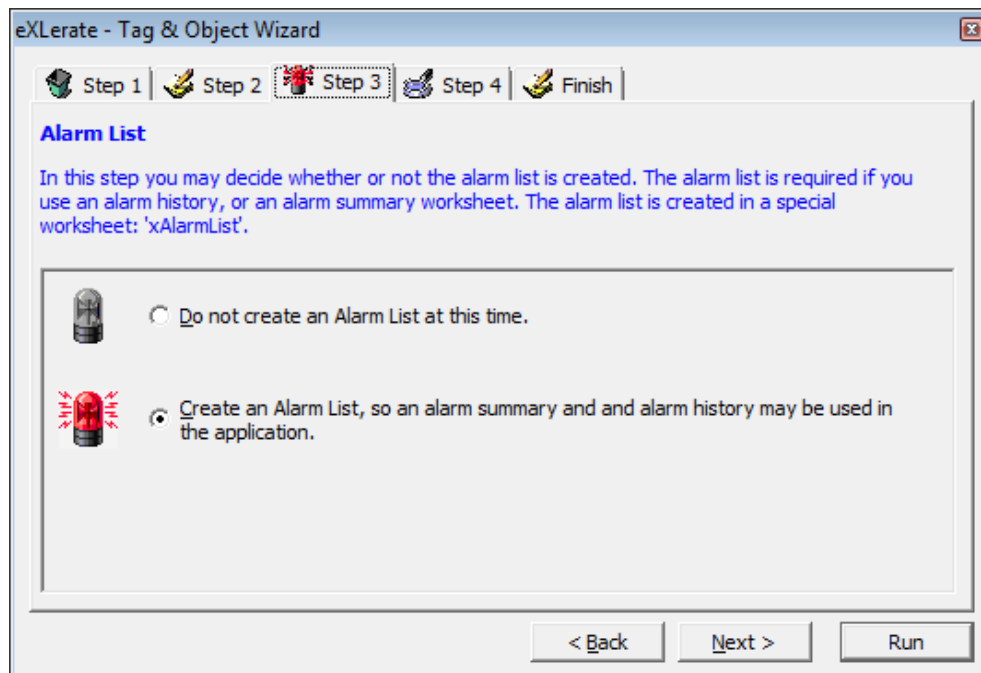 eXLerate - Tag & Object Wizard
Step 1
Step 2
Step 3
Step 4
Finish
Alarm List
In this step you may decide whether or not the alarm list is created. The alarm list is required if you
use an alarm history, or an alarm summary worksheet. The alarm list is created in a special
worksheet: 'xAlarmList'.
Do not create an Alarm List at this time.
Create an Alarm List, so an alarm summary and and alarm history may be used in
the application.
< Back
Next >
Run